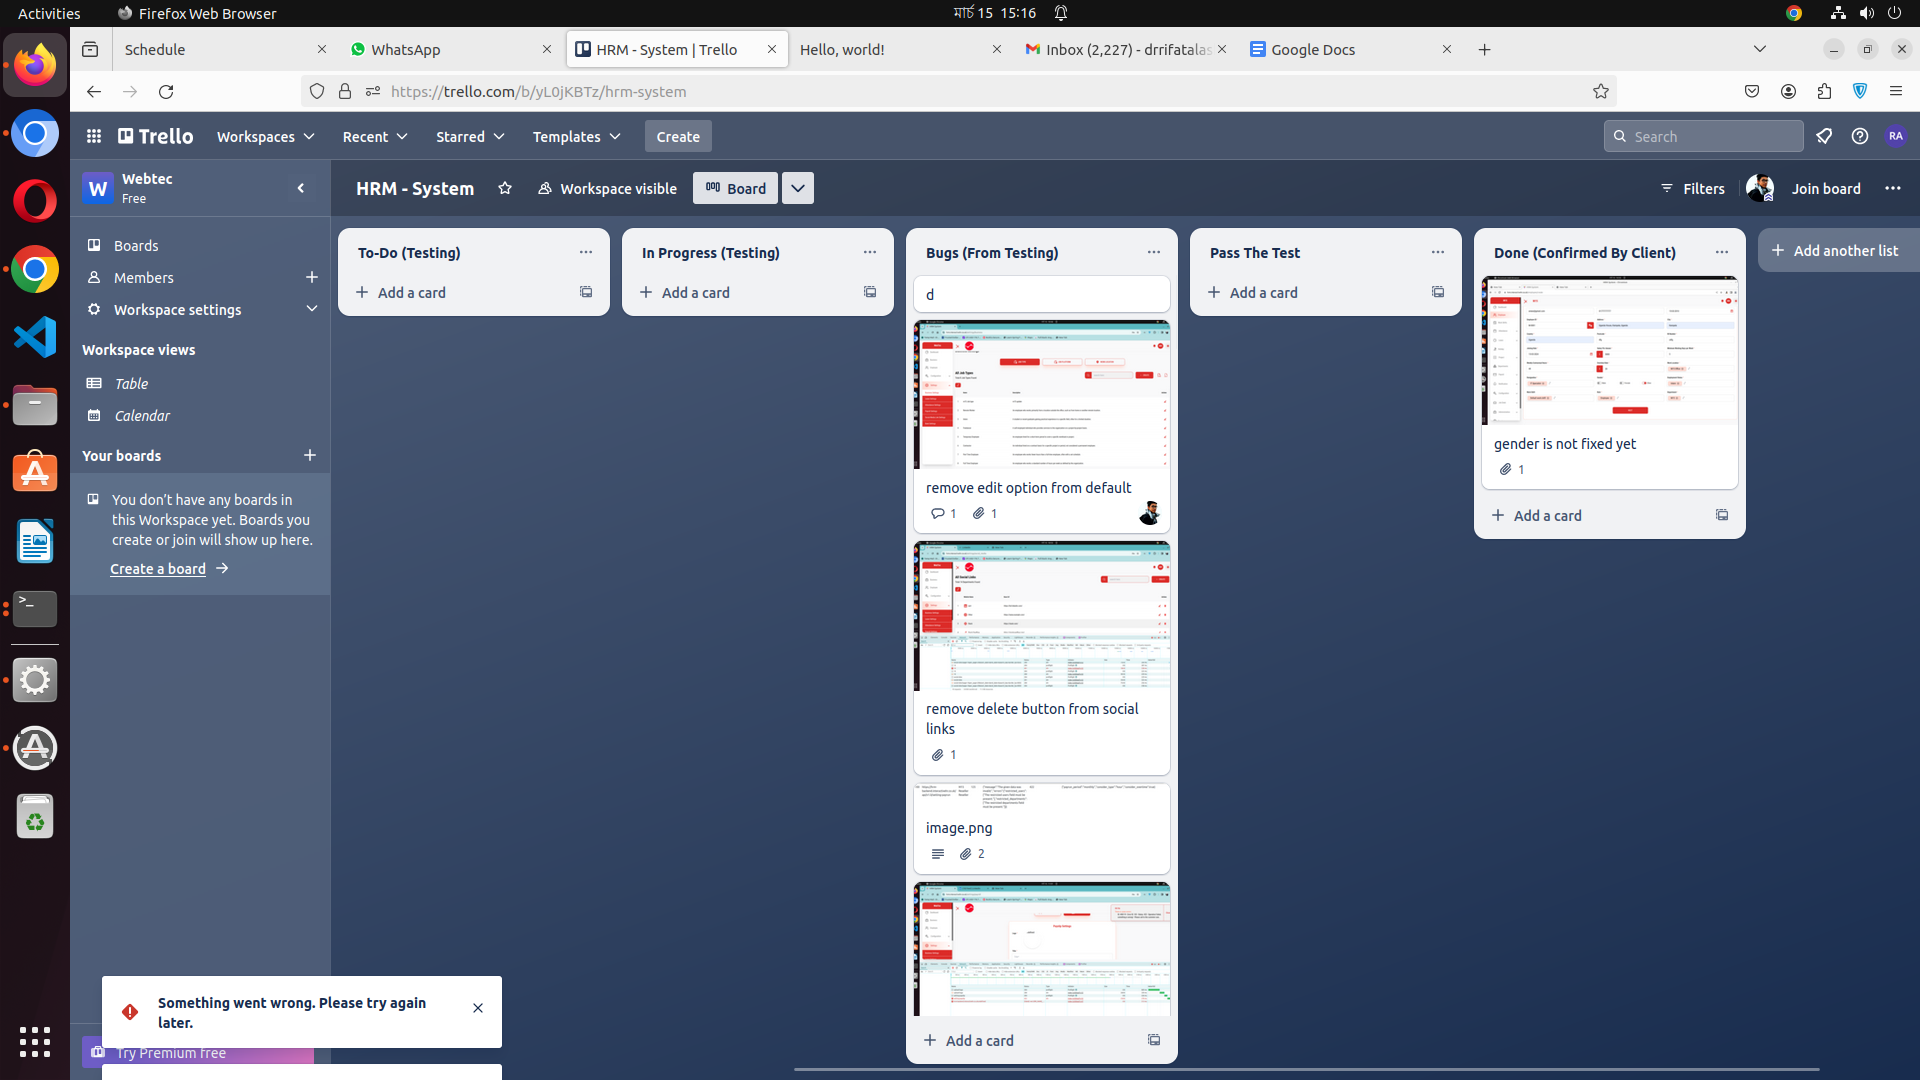 Activities
Firefox Web Browser
मार्च 15 15:16
Schedule
WhatsApp
HRM - System | Trello
Hello, world!
Inbox (2,227) - drrifatalas
Google Docs
https://trello.com/b/yL0jKBTz/hrm-system
Trello
Workspaces
Recent
Starred
Templates
Create
Search
RA
W
Webtec
Free
HRM - System
Workspace visible
Board
Filters
Join board
Boards
Members
Workspace settings
Workspace views
Table
Calendar
Your boards
You don't have any boards in
this Workspace yet. Boards you
create or join will show up here.
Create a board
To-Do (Testing)
Add a card
In Progress (Testing)
Add a card
Bugs (From Testing)
d
All Job Types
remove edit option from default
1
1
All Social Links
remove delete button from social
links
1
image.png
2
Add a card
Pass The Test
Add a card
Done (Confirmed By Client)
gender is not fixed yet
1
Add a card
Add another list
Something went wrong. Please try again
later.
Try Premium free